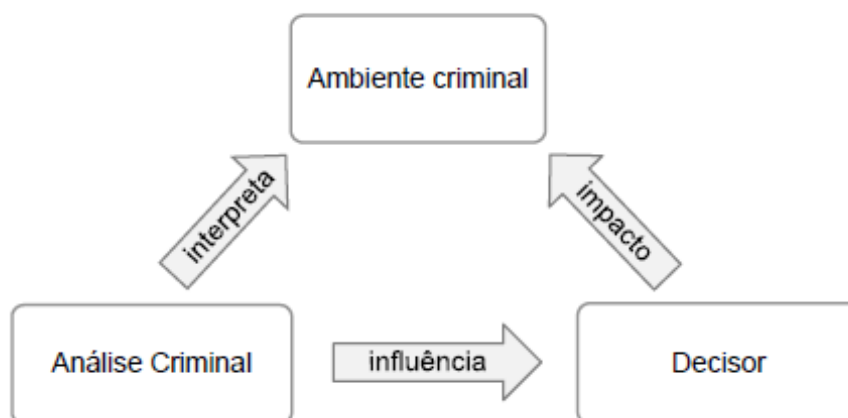 Ambiente criminal
interpreta
impacto
Análise Criminal
influência
Decisor